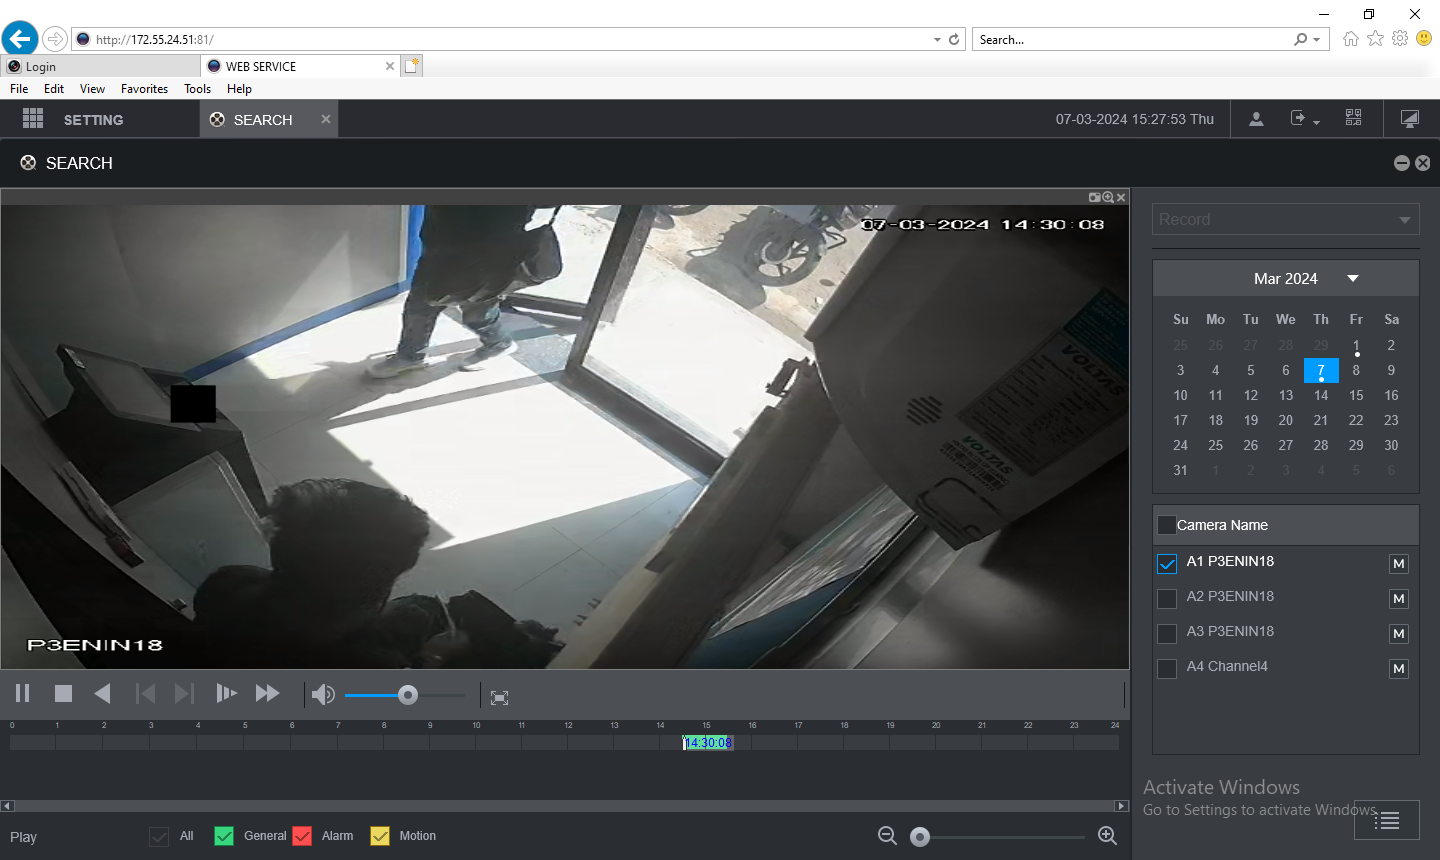 http://172.55.24.51:81/
Search...
Login
WEB SERVICE
File Edit View Favorites Tools Help
SETTING
SEARCH
07-03-2024 15:27:53 Thu
SEARCH
07-03-2024 14:30:08
VOLTAS
VOLTAS
P3ENIN18
Record
Mar 2024
Su Mo Tu We Th Fr Sa
25 26 27 28 29 1 2
3 4 5 6 7 8 9
10 11 12 13 14 15 16
17 18 19 20 21 22 23
24 25 26 27 28 29 30
31 1 2 3 4 5 6
Camera Name
A1 P3ENIN18 M
A2 P3ENIN18 M
A3 P3ENIN18 M
A4 Channel4 M
0 1 2 3 4 5 6 7 8 9 10 11 12 13 14 15 16 17 18 19 20 21 22 23 24
14:30:08
Play
All
General
Alarm
Motion
Activate Windows
Go to Settings to activate Windows.